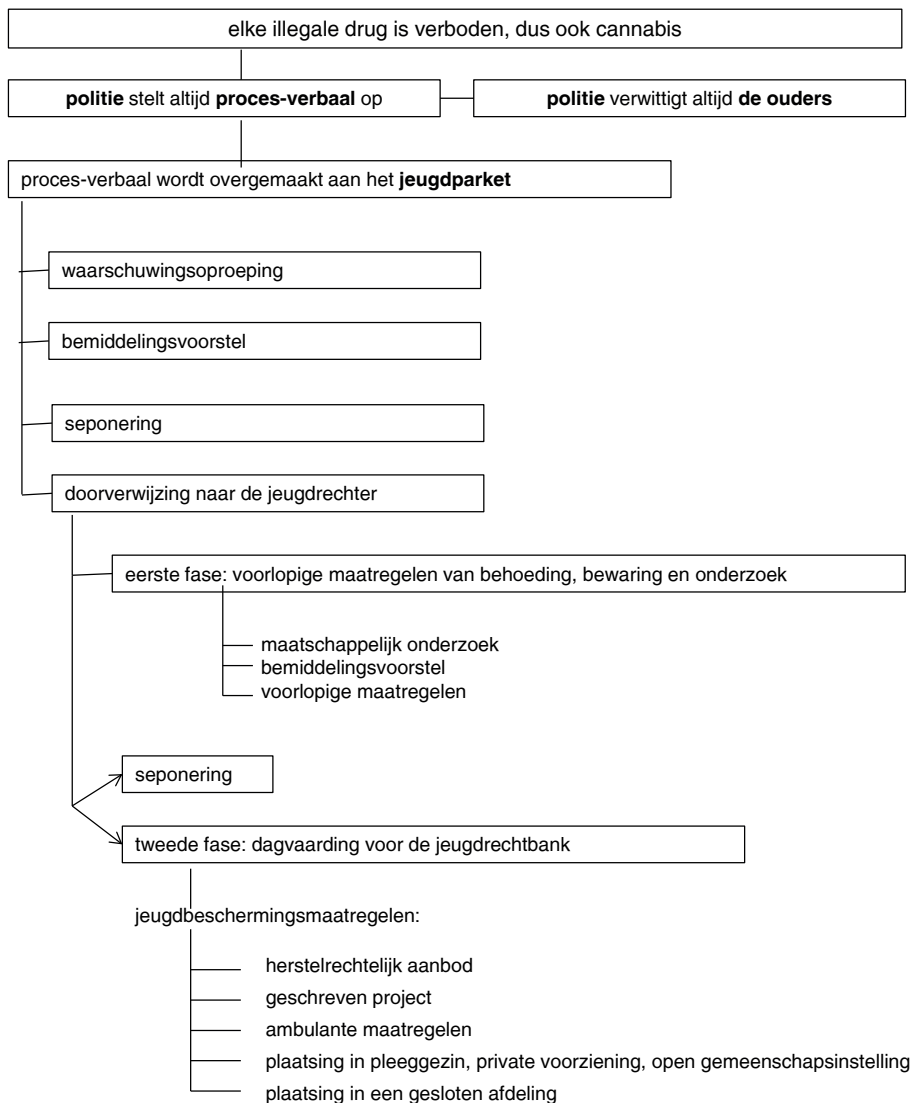 elke illegale drug is verboden, dus ook cannabis
politie stelt altijd proces-verbaal op
politie verwittigt altijd de ouders
proces-verbaal wordt overgemaakt aan het jeugdparket
waarschuwingsoproeping
bemiddelingsvoorstel
seponering
doorverwijzing naar de jeugdrechter
eerste fase: voorlopige maatregelen van behoeding, bewaring en onderzoek
maatschappelijk onderzoek
bemiddelingsvoorstel
voorlopige maatregelen
seponering
tweede fase: dagvaarding voor de jeugdrechtbank
jeugdbeschermingsmaatregelen:
herstelrechtelijk aanbod
geschreven project
ambulante maatregelen
plaatsing in pleeggezin, private voorziening, open gemeenschapsinstelling
plaatsing in een gesloten afdeling